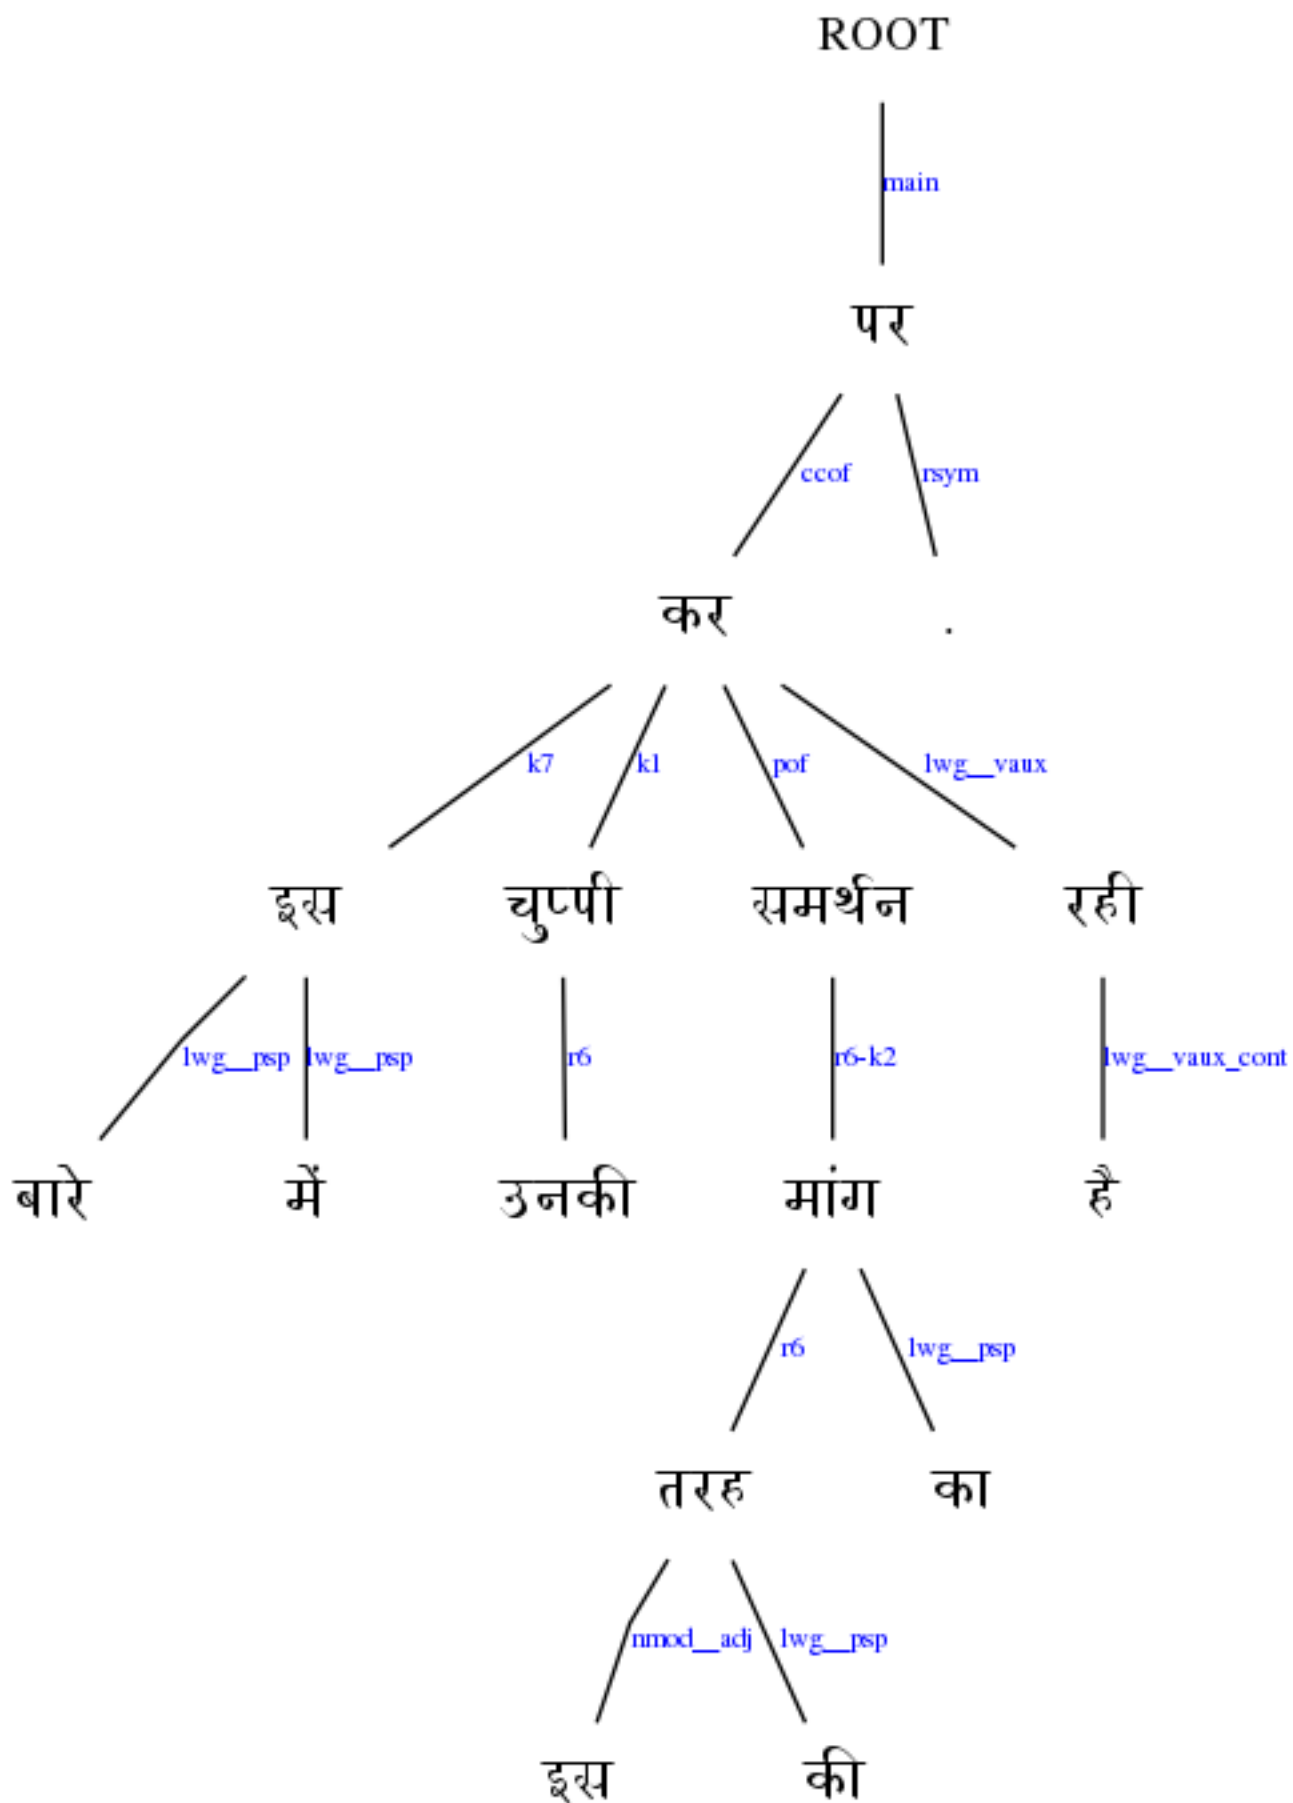 ROOT
main
पर
ccof rsym
कर .
k7 k1 pof lwg__vaux
इस चुप्पी समर्थन रही
lwg__psp lwg__psp r6 r6-k2 lwg__vaux_cont
बारे में उनकी मांग है
r6 lwg__psp
तरह का
nmod__adj lwg__psp
इस की